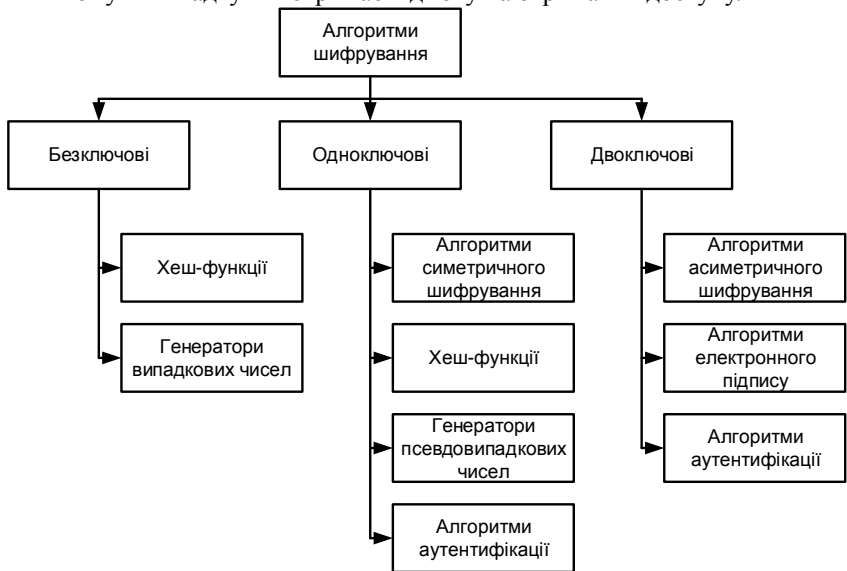 Алгоритми
шифрування
Безключові
Одноключові
Двоключові
Хеш-функції
Генератори
випадкових чисел
Алгоритми
симетричного
шифрування
Хеш-функції
Генератори
псевдовипадкових
чисел
Алгоритми
аутентифікації
Алгоритми
асиметричного
шифрування
Алгоритми
електронного
підпису
Алгоритми
аутентифікації